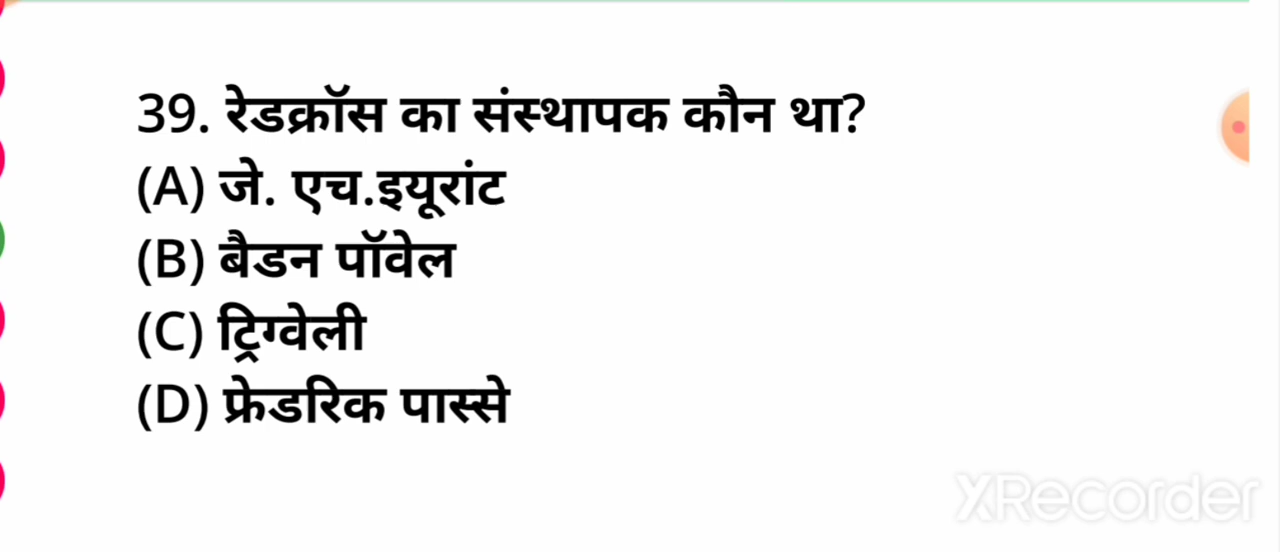 39. रेडक्रॉस का संस्थापक कौन था?
(A) जे. एच.इयूरांट
(B) बैडन पॉवेल
(C) ट्रिग्वेली
(D) फ्रेडरिक पास्से
XRecorder